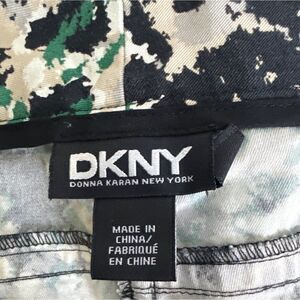 DKNY
DONNA KARAN NEW YORK
MADE IN
CHINA/
FABRIQUÉ
EN CHINE